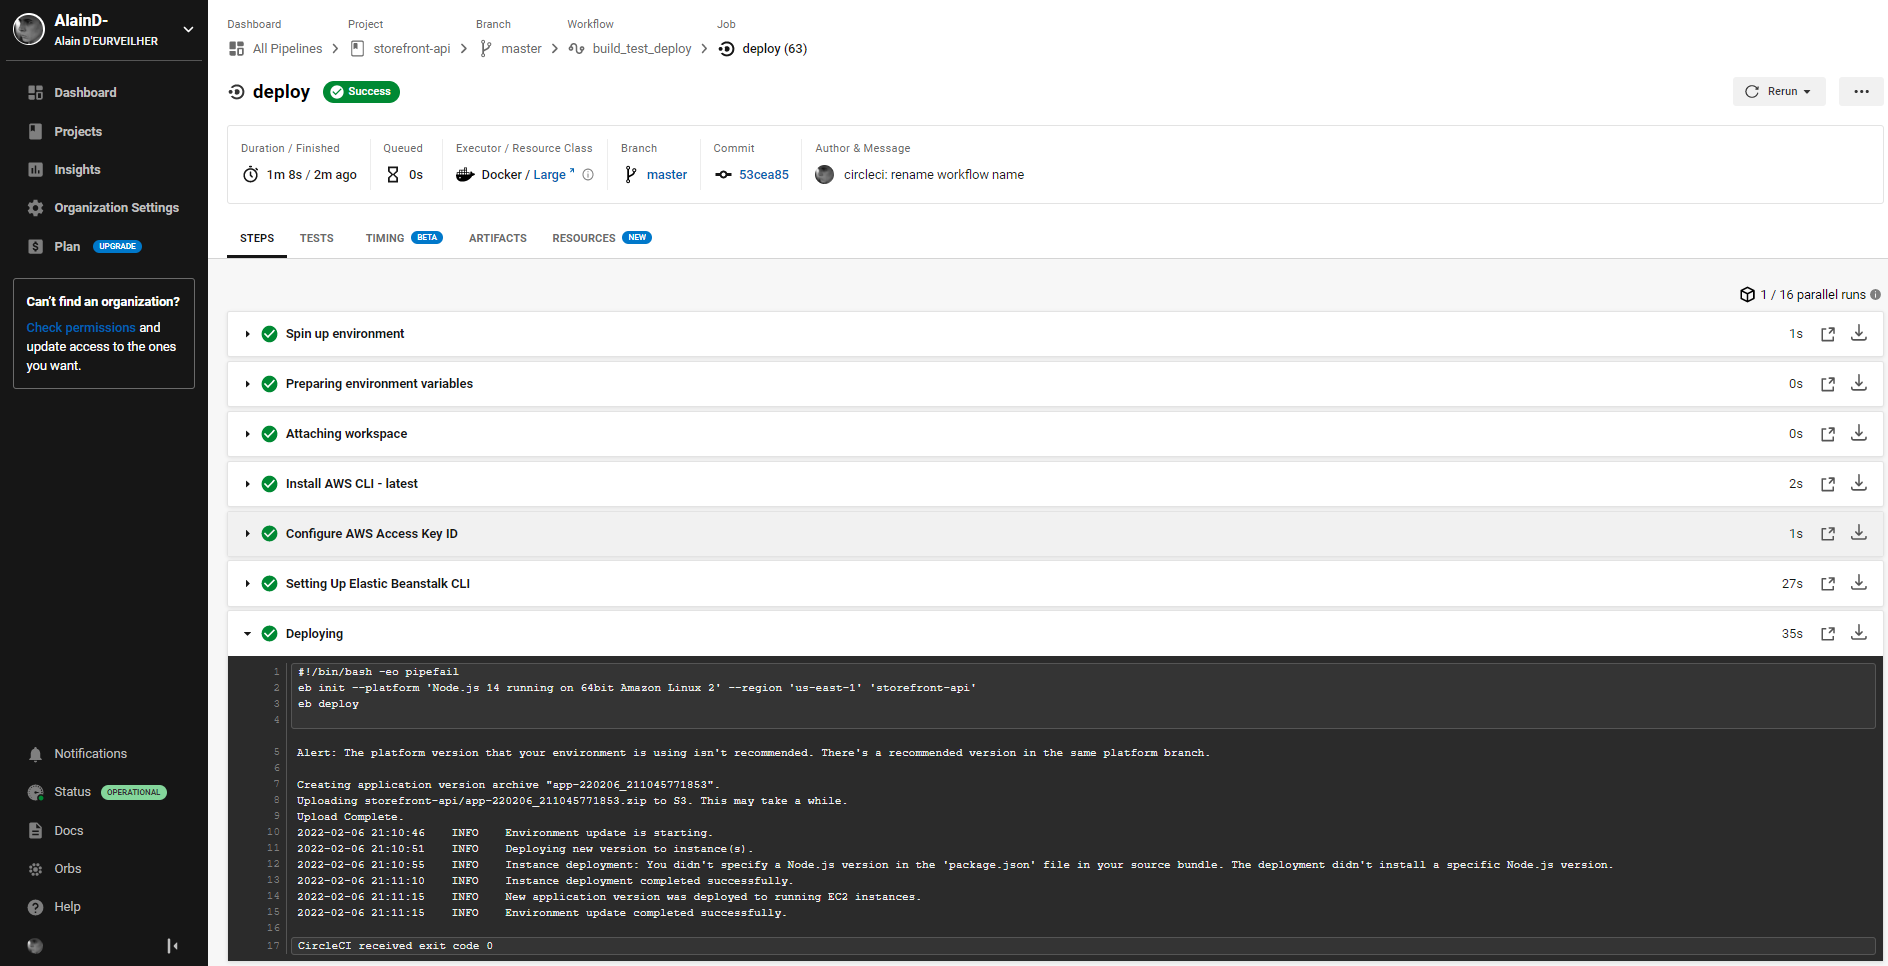 AlainD-
Alain D'EURVEILHER
Dashboard
Projects
Insights
Organization Settings
Plan UPGRADE
Can't find an organization?
Check permissions and
update access to the ones
you want.
Notifications
Status OPERATIONAL
Docs
Orbs
Help
Dashboard Project Branch Workflow Job
All Pipelines storefront-api master build_test_deploy deploy (63)
deploy Success
Rerun
Duration / Finished Queued Executor / Resource Class Branch Commit Author & Message
1m 8s / 2m ago 0s Docker / Large master 53cea85 circleci: rename workflow name
STEPS TESTS TIMING BETA ARTIFACTS RESOURCES NEW
1 / 16 parallel runs
Spin up environment 1s
Preparing environment variables 0s
Attaching workspace 0s
Install AWS CLI - latest 2s
Configure AWS Access Key ID 1s
Setting Up Elastic Beanstalk CLI 27s
Deploying 35s
1 #!/bin/bash -eo pipefail
2 eb init --platform 'Node.js 14 running on 64bit Amazon Linux 2' --region 'us-east-1' 'storefront-api'
3 eb deploy
4
5 Alert: The platform version that your environment is using isn't recommended. There's a recommended version in the same platform branch.
6
7 Creating application version archive "app-220206_211045771853".
8 Uploading storefront-api/app-220206_211045771853.zip to S3. This may take a while.
9 Upload Complete.
10 2022-02-06 21:10:46 INFO Environment update is starting.
11 2022-02-06 21:10:51 INFO Deploying new version to instance(s).
12 2022-02-06 21:10:55 INFO Instance deployment: You didn't specify a Node.js version in the 'package.json' file in your source bundle. The deployment didn't install a specific Node.js version.
13 2022-02-06 21:11:10 INFO Instance deployment completed successfully.
14 2022-02-06 21:11:15 INFO New application version was deployed to running EC2 instances.
15 2022-02-06 21:11:15 INFO Environment update completed successfully.
16
17 CircleCI received exit code 0